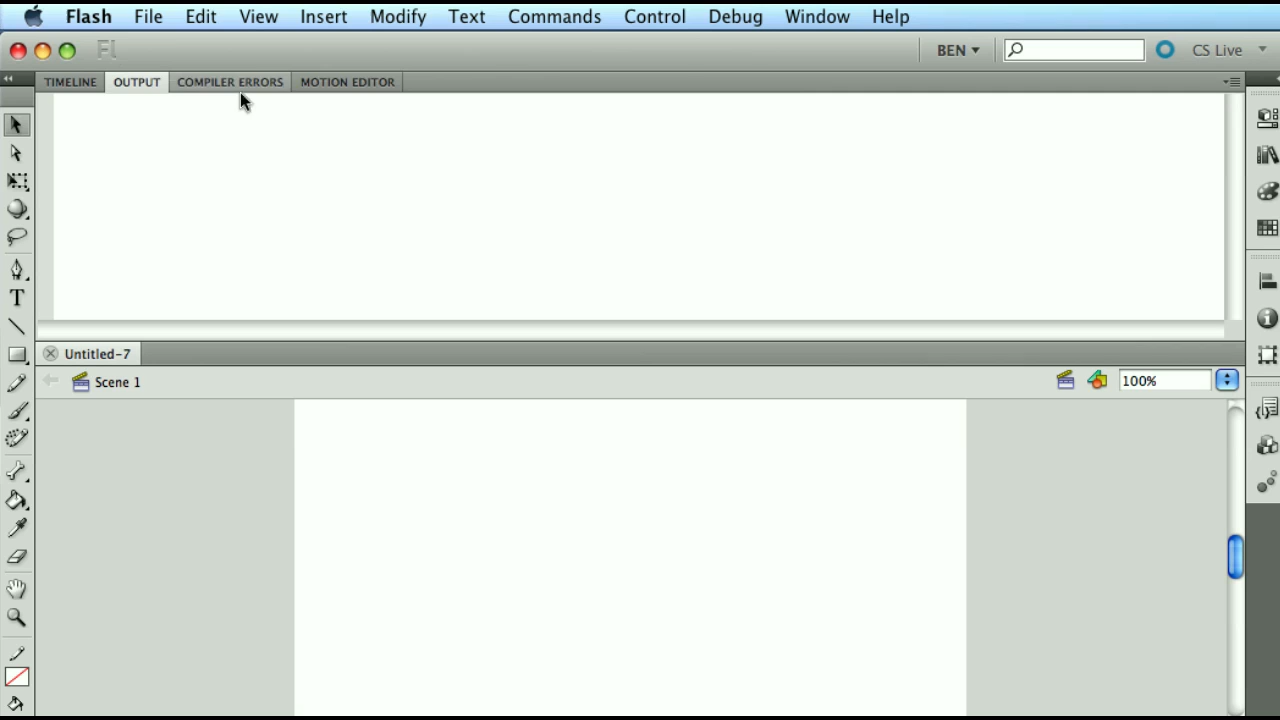 Flash File Edit View Insert Modify Text Commands Control Debug Window Help
Fl BEN CS Live
TIMELINE OUTPUT COMPILER ERRORS MOTION EDITOR
Untitled-7
Scene 1 100%
T